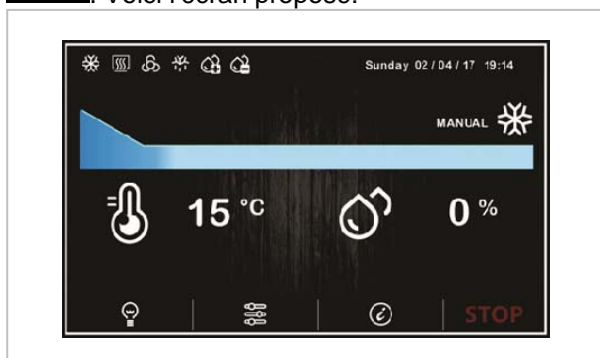 . Voici l'écran proposé:
Sunday 02 / 04 / 17 19:14
MANUAL
15 °C
0 %
STOP